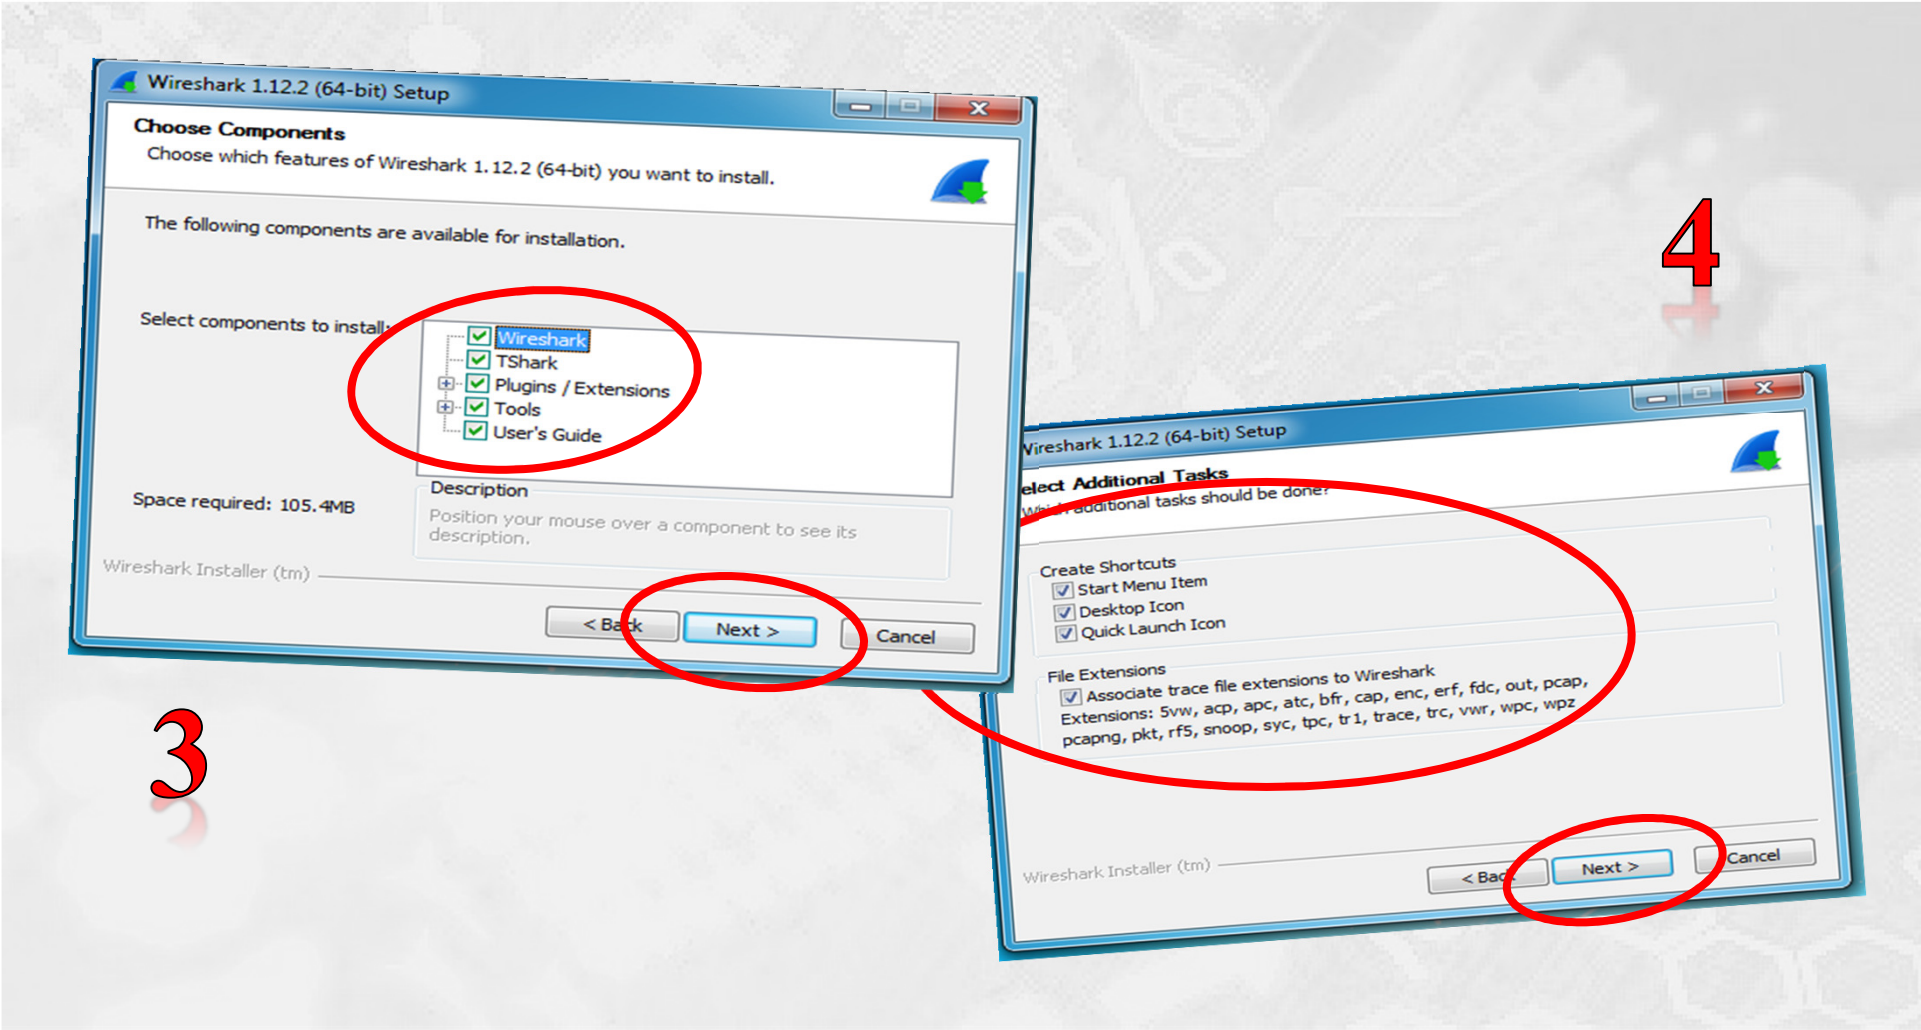 Wireshark 1.12.2 (64-bit) Setup
Choose Components
Choose which features of Wireshark 1.12.2 (64-bit) you want to install.
The following components are available for installation.
Select components to install:
Wireshark
TShark
Plugins / Extensions
Tools
User's Guide
Space required: 105.4MB
Description
Position your mouse over a component to see its
description.
Wireshark Installer (tm)
< Back
Next >
Cancel
3
4
Wireshark 1.12.2 (64-bit) Setup
elect Additional Tasks
Which additional tasks should be done?
Create Shortcuts
Start Menu Item
Desktop Icon
Quick Launch Icon
File Extensions
Associate trace file extensions to Wireshark
Extensions: 5vw, acp, apc, atc, bfr, cap, enc, erf, fdc, out, pcap,
pcapng, pkt, rf5, snoop, syc, tpc, tr1, trace, trc, vwr, wpc, wpz
Wireshark Installer (tm)
< Back
Next >
Cancel